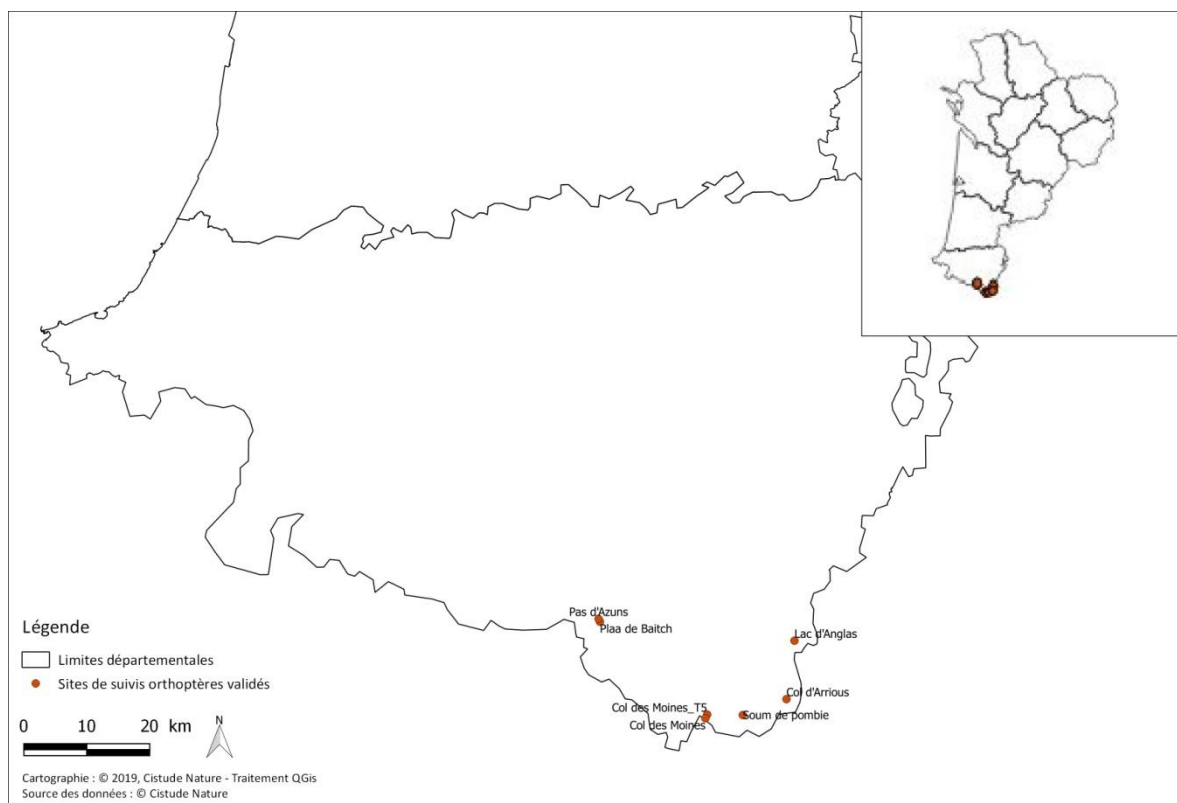 Pas d'Azuns
Plaa de Baitch
Lac d'Anglas
Col d'Arrious
Col des Moines_T5
Soum de pombie
Col des Moines
Légende
Limites départementales
Sites de suivis orthoptères validés
0 10 20 km
N
Cartographie : © 2019, Cistude Nature - Traitement QGis
Source des données : © Cistude Nature